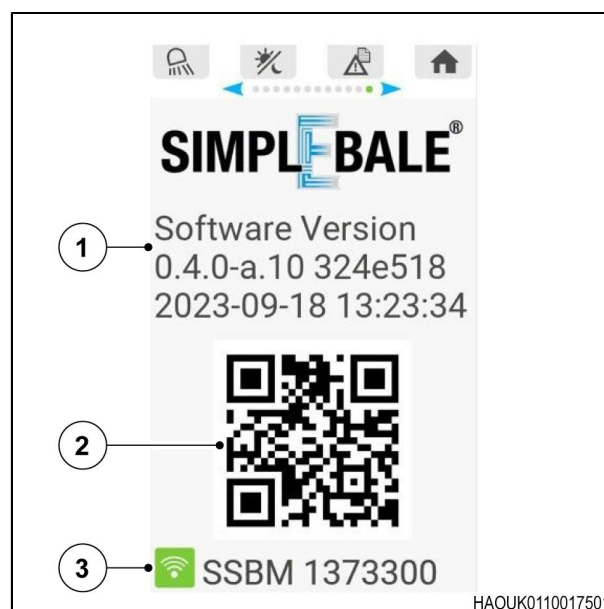 SIMPLEBALE®
1
Software Version
0.4.0-a.10 324e518
2023-09-18 13:23:34
2
3
SSBM 1373300
HAOUK0110017501